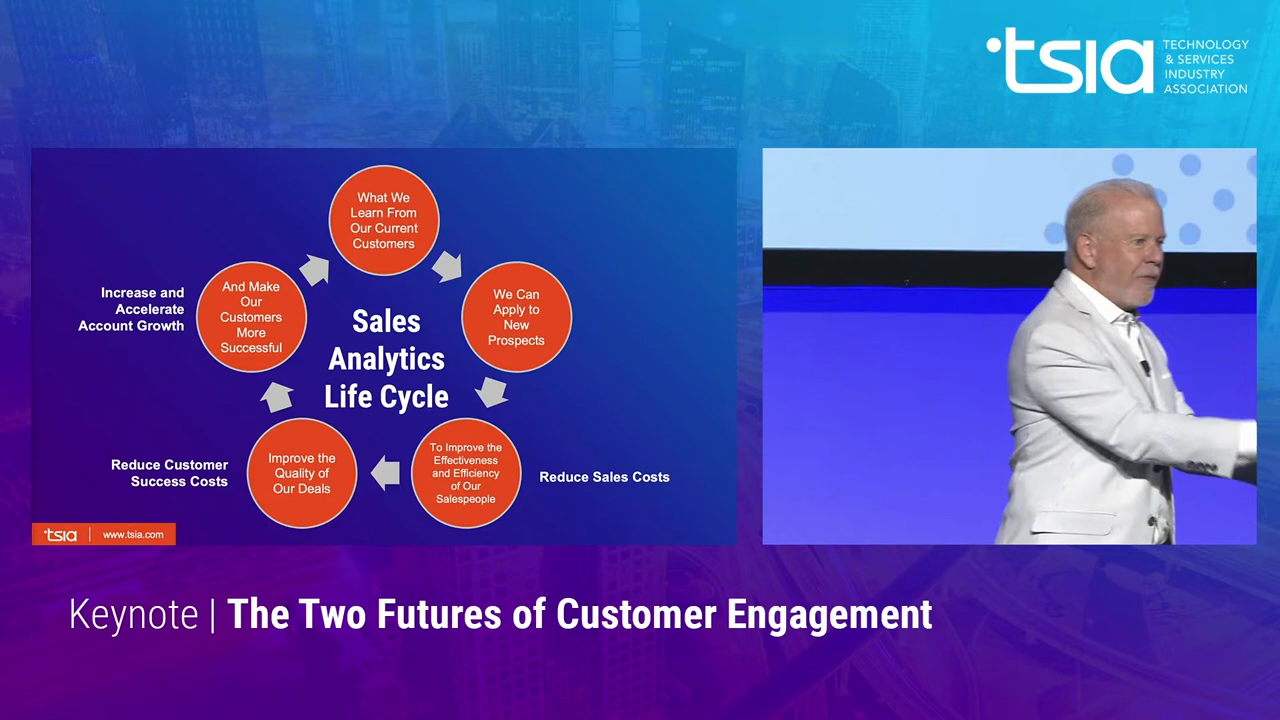 tsia
TECHNOLOGY
& SERVICES
INDUSTRY
ASSOCIATION
What We
Learn From
Our Current
Customers
We Can
Apply to
New
Prospects
To Improve the
Effectiveness
and Efficiency
of Our
Salespeople
Reduce Sales Costs
Improve the
Quality of
Our Deals
Reduce Customer
Success Costs
And Make
Our
Customers
More
Successful
Increase and
Accelerate
Account Growth
Sales
Analytics
Life Cycle
tsia | www.tsia.com
Keynote | The Two Futures of Customer Engagement